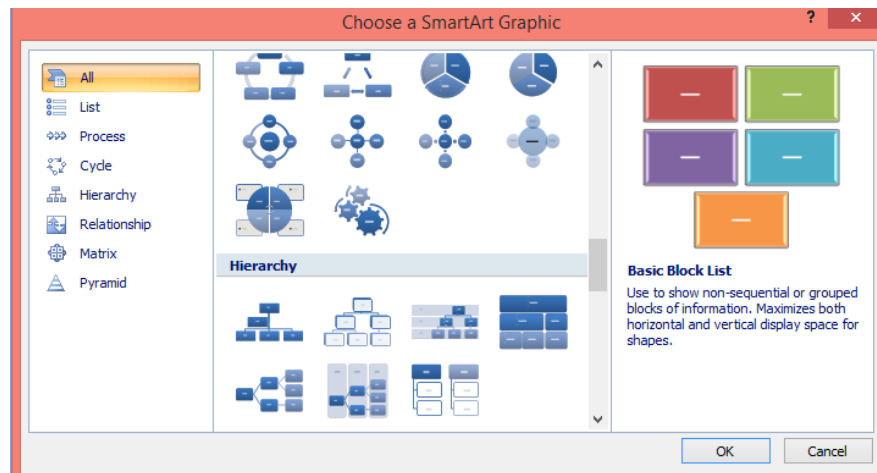 Choose a SmartArt Graphic
?
All
List
Process
Cycle
Hierarchy
Relationship
Matrix
Pyramid
Hierarchy
Basic Block List
Use to show non-sequential or grouped
blocks of information. Maximizes both
horizontal and vertical display space for
shapes.
OK
Cancel